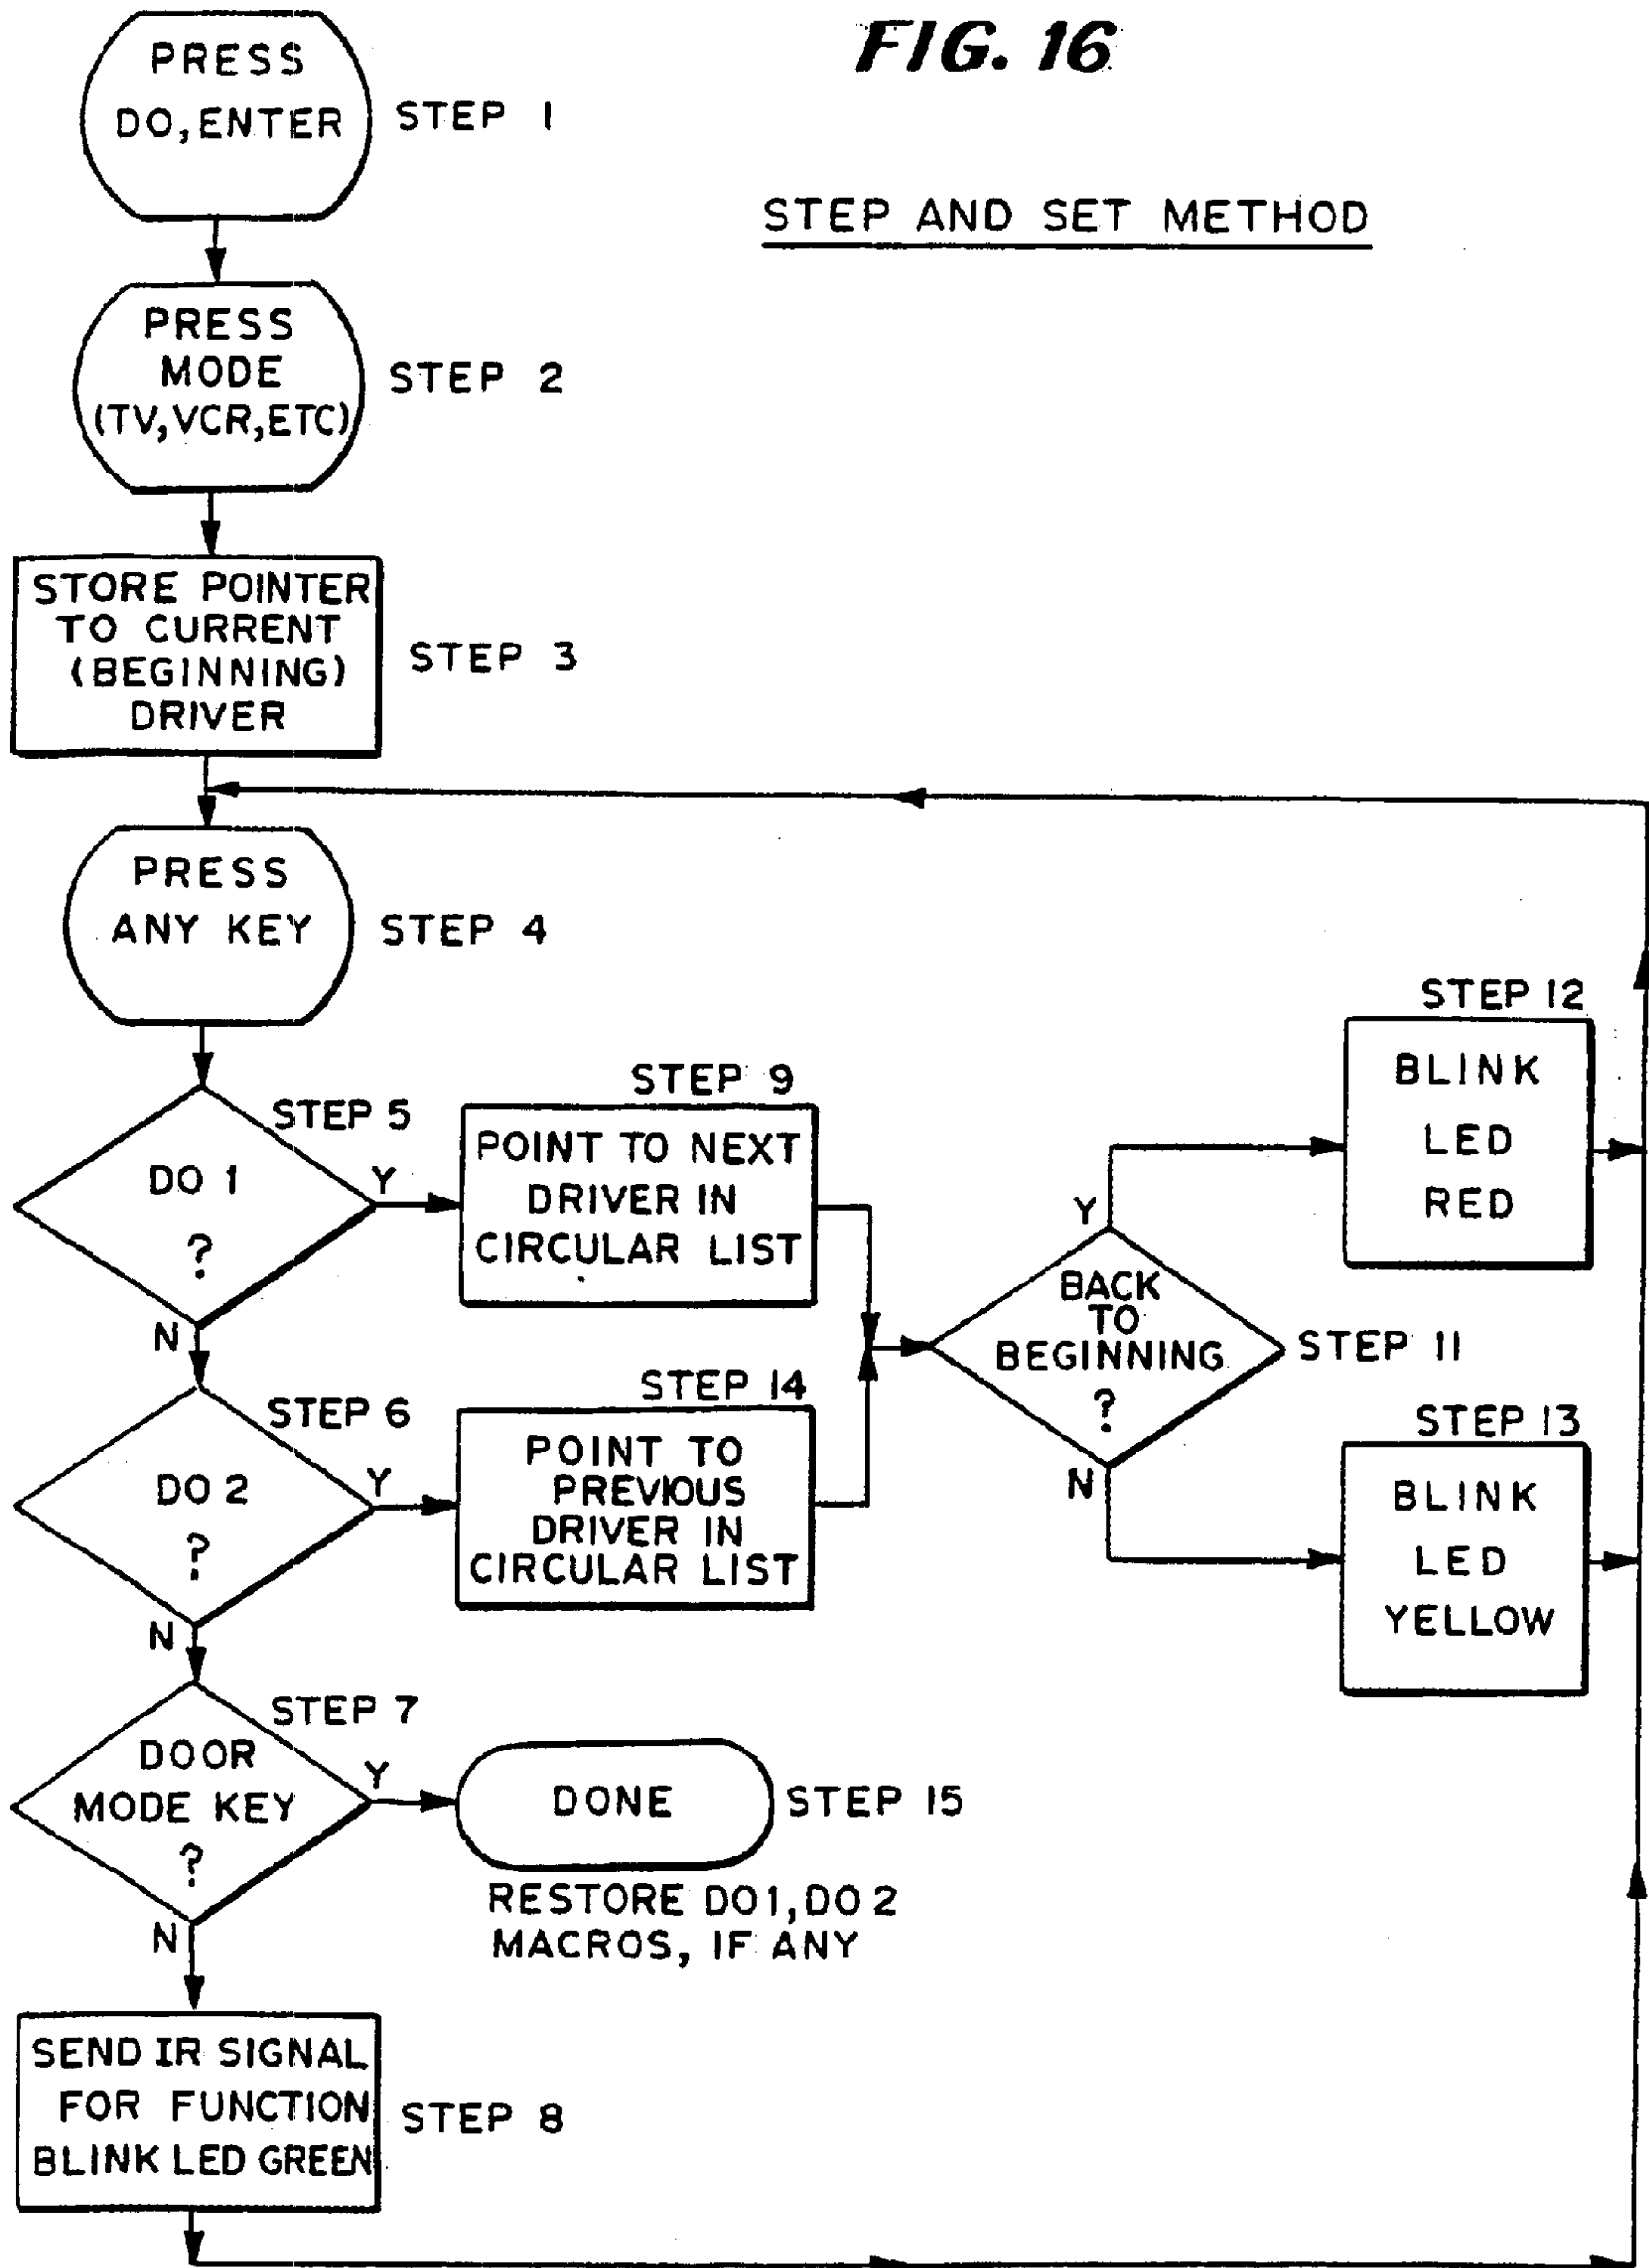 FIG. 16
STEP AND SET METHOD
PRESS
DO, ENTER
STEP 1
PRESS
MODE
(TV, VCR, ETC)
STEP 2
STORE POINTER
TO CURRENT
(BEGINNING)
DRIVER
STEP 3
PRESS
ANY KEY
STEP 4
STEP 5
DO 1
?
Y
N
STEP 9
POINT TO NEXT
DRIVER IN
CIRCULAR LIST
STEP 6
DO 2
?
Y
N
STEP 14
POINT TO
PREVIOUS
DRIVER IN
CIRCULAR LIST
BACK
TO
BEGINNING
?
STEP 11
Y
N
STEP 12
BLINK
LED
RED
STEP 13
BLINK
LED
YELLOW
STEP 7
DOOR
MODE KEY
?
Y
N
DONE
STEP 15
RESTORE DO1, DO 2
MACROS, IF ANY
SEND IR SIGNAL
FOR FUNCTION
BLINK LED GREEN
STEP 8